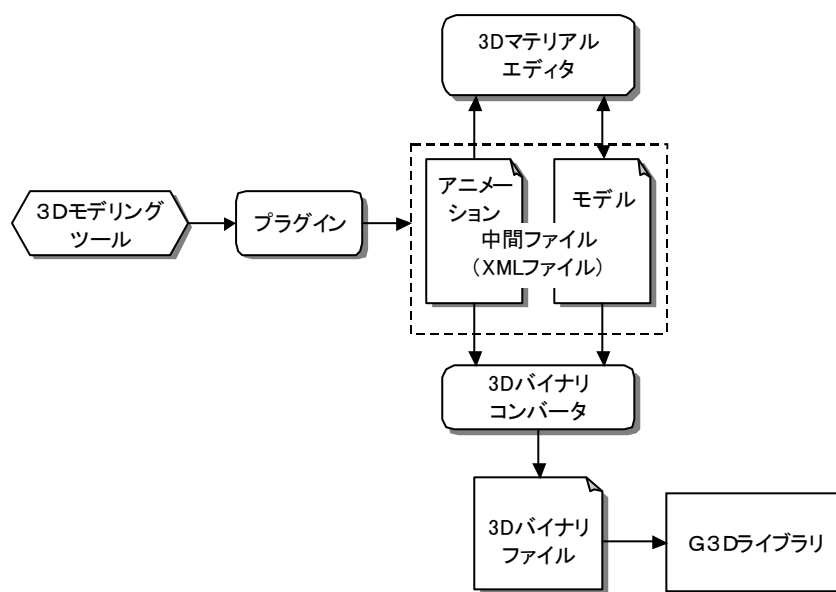 3Dマテリアル
エディタ
アニメー
ション
モデル
3Dモデリング
ツール
プラグイン
中間ファイル
(XMLファイル)
3Dバイナリ
コンバータ
3Dバイナリ
ファイル
G3Dライブラリ